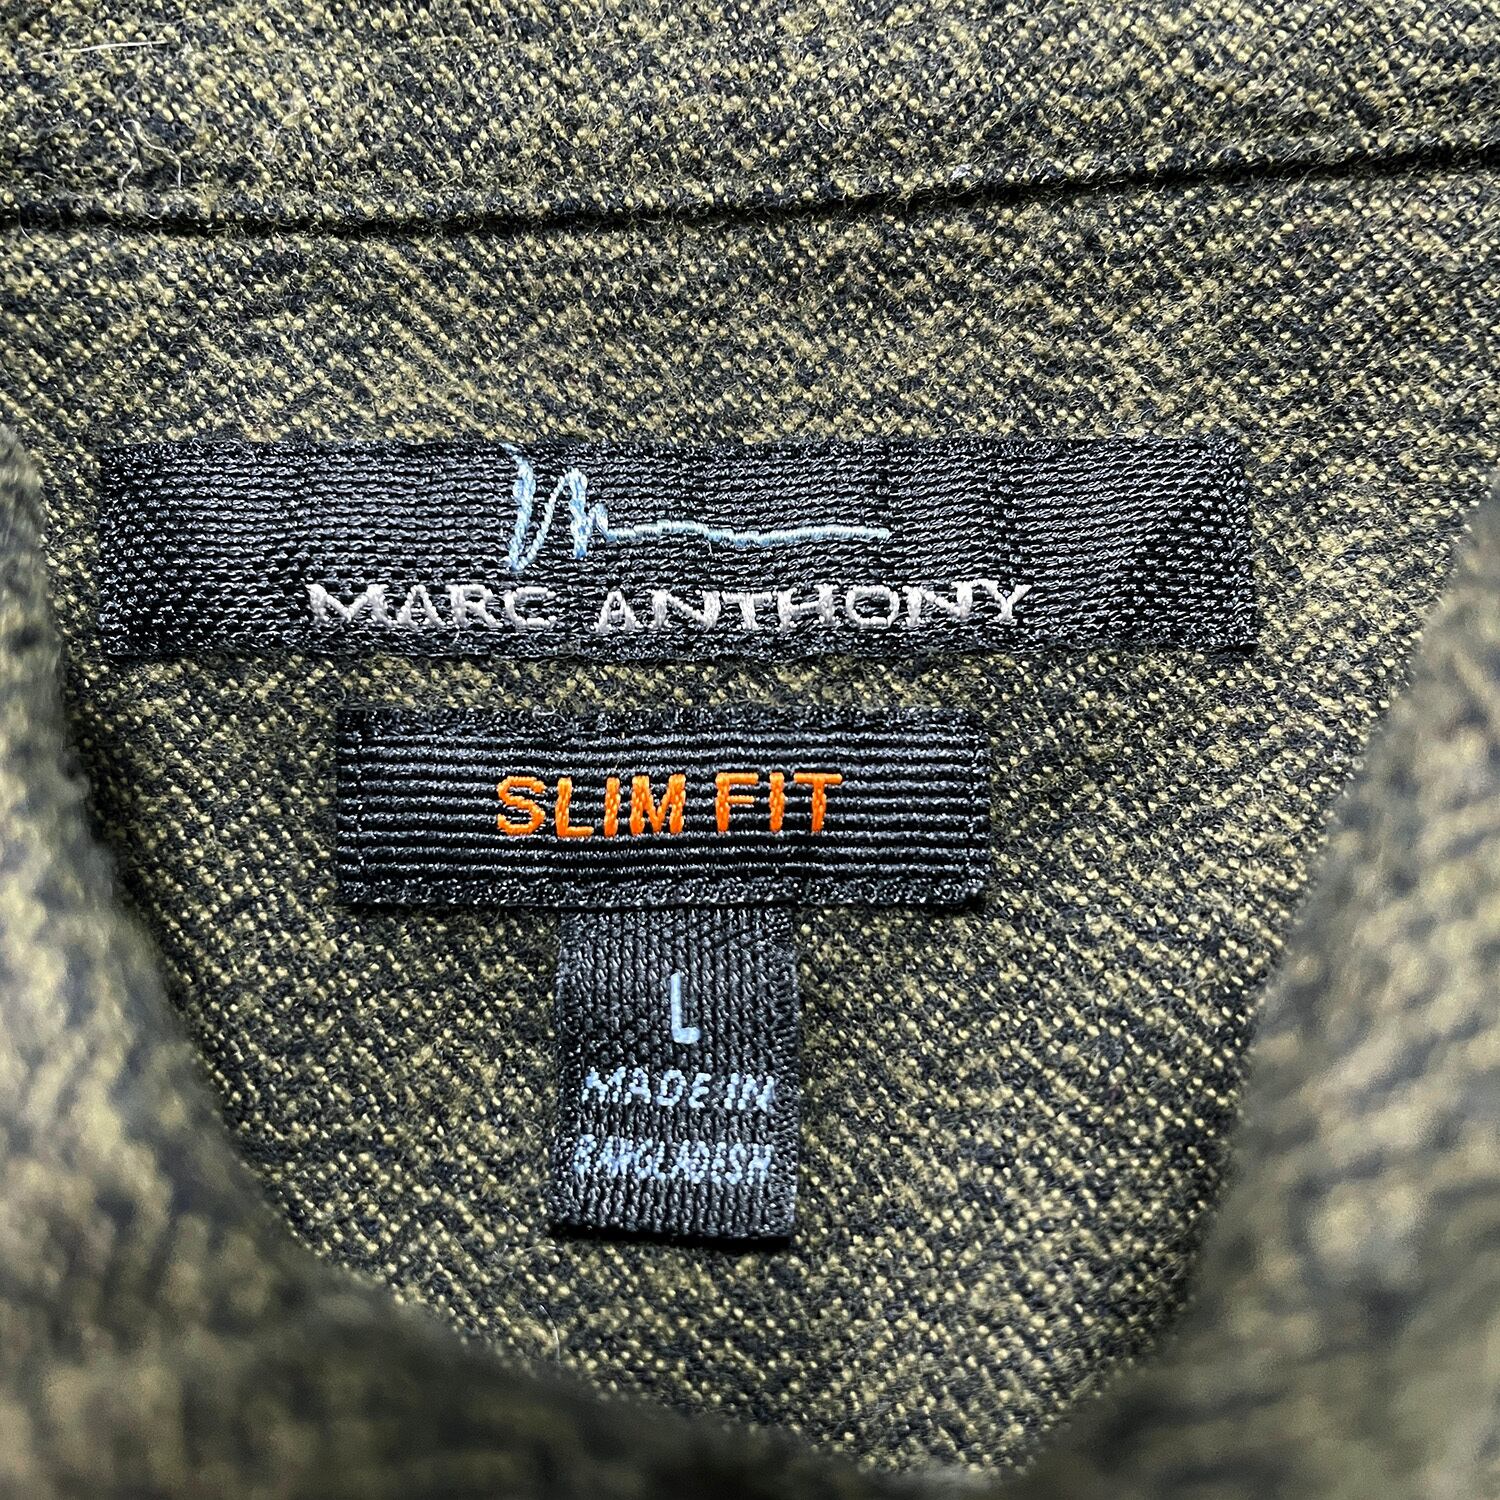 MARC ANTHONY
SLIM FIT
L
MADE IN
BANGLADESH